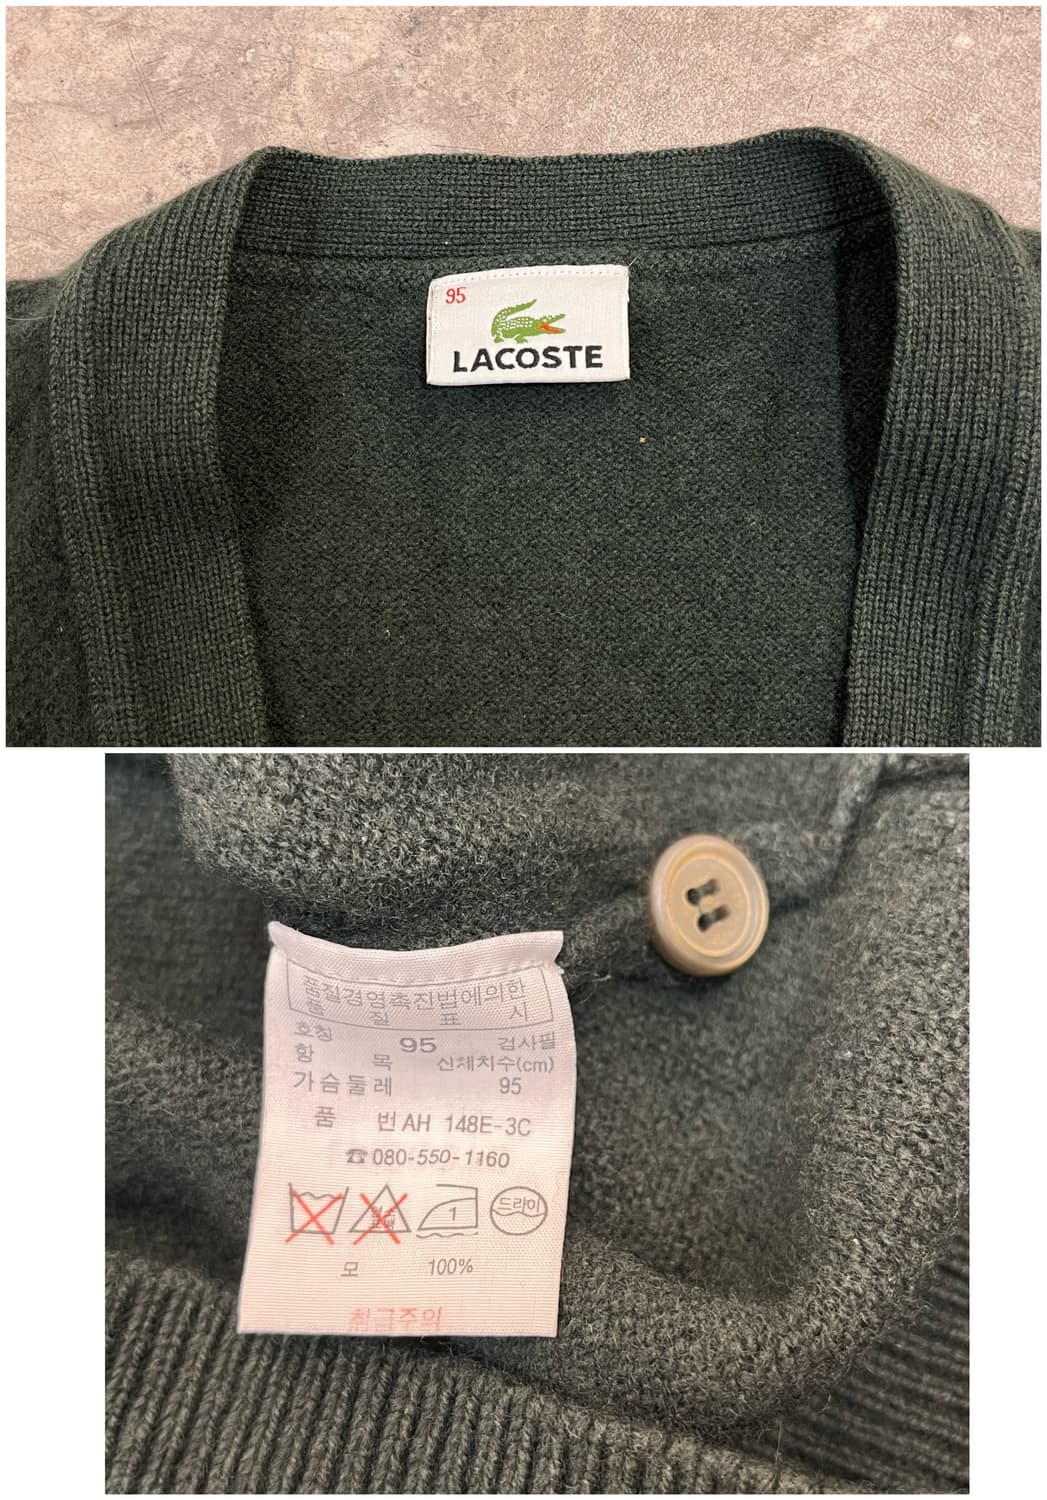 95
LACOSTE
품질경영촉진법에의한
품질표시
호칭 95 검사필
항 목 신체치수(cm)
가슴둘레 95
품 번 AH 148E-3C
☎ 080-550-1160
1 드라이
모 100%
취급주의